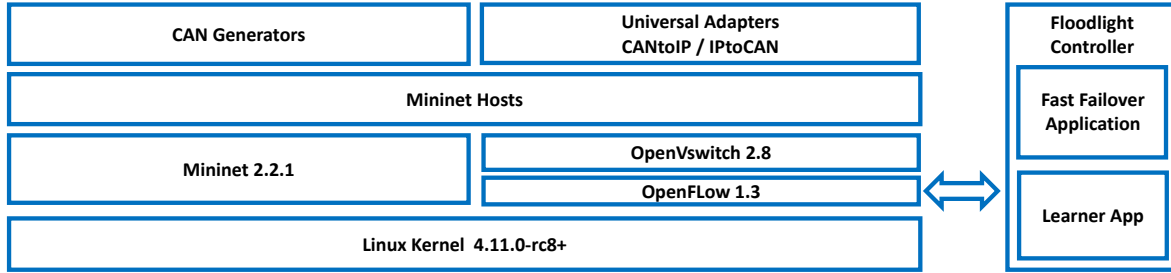 CAN Generators
Universal Adapters
CANtoIP / IPtoCAN
Mininet Hosts
Mininet 2.2.1
OpenVswitch 2.8
OpenFLow 1.3
Linux Kernel 4.11.0-rc8+
Floodlight
Controller
Fast Failover
Application
Learner App